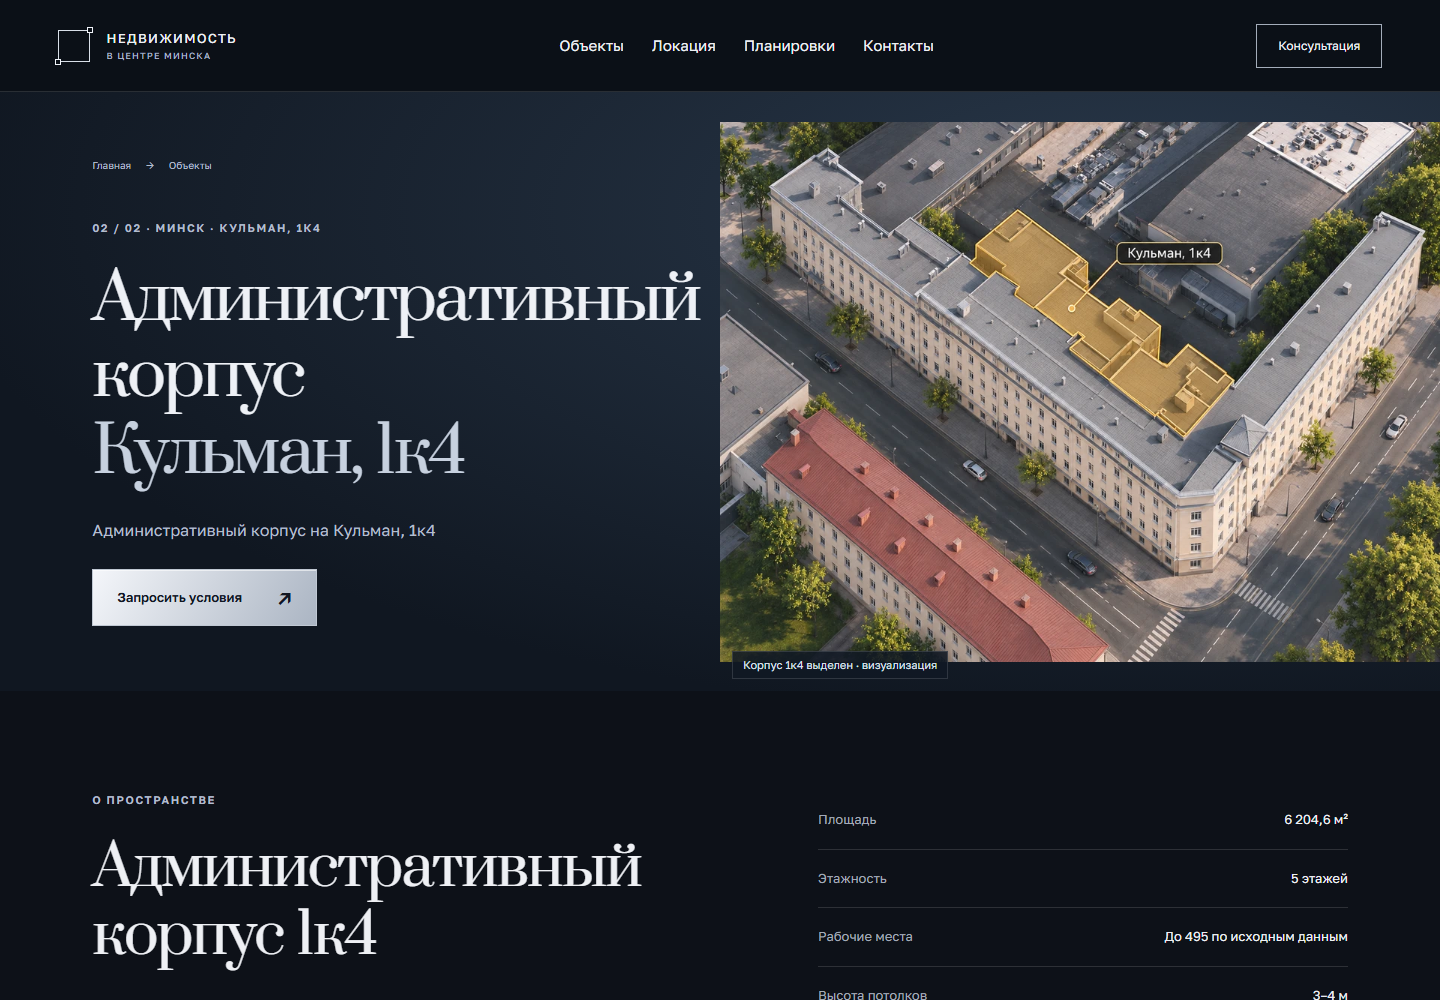 НЕДВИЖИМОСТЬ
В ЦЕНТРЕ МИНСКА
Объекты
Локация
Планировки
Контакты
Консультация
Главная → Объекты
02 / 02 · МИНСК · КУЛЬМАН, 1К4
Административный
корпус
Кульман, 1к4
Административный корпус на Кульман, 1к4
Запросить условия
Кульман, 1к4
Корпус 1к4 выделен · визуализация
О ПРОСТРАНСТВЕ
Административный
корпус 1к4
Площадь
6 204,6 м²
Этажность
5 этажей
Рабочие места
До 495 по исходным данным
Высота потолков
3–4 м